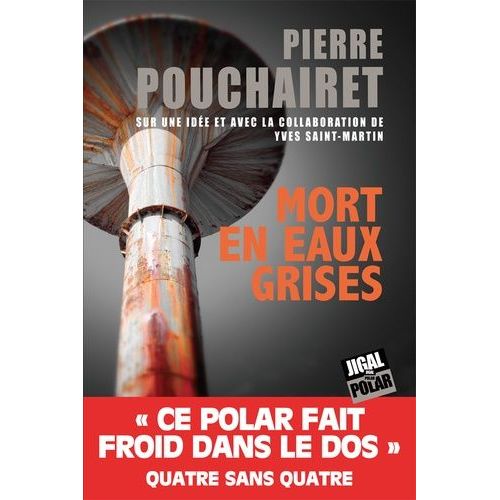 PIERRE
POUCHAIRET
SUR UNE IDÉE ET AVEC LA COLLABORATION DE
YVES SAINT-MARTIN
MORT
EN EAUX
GRISES
JIGAL
POLAR
« CE POLAR FAIT
FROID DANS LE DOS »
QUATRE SANS QUATRE